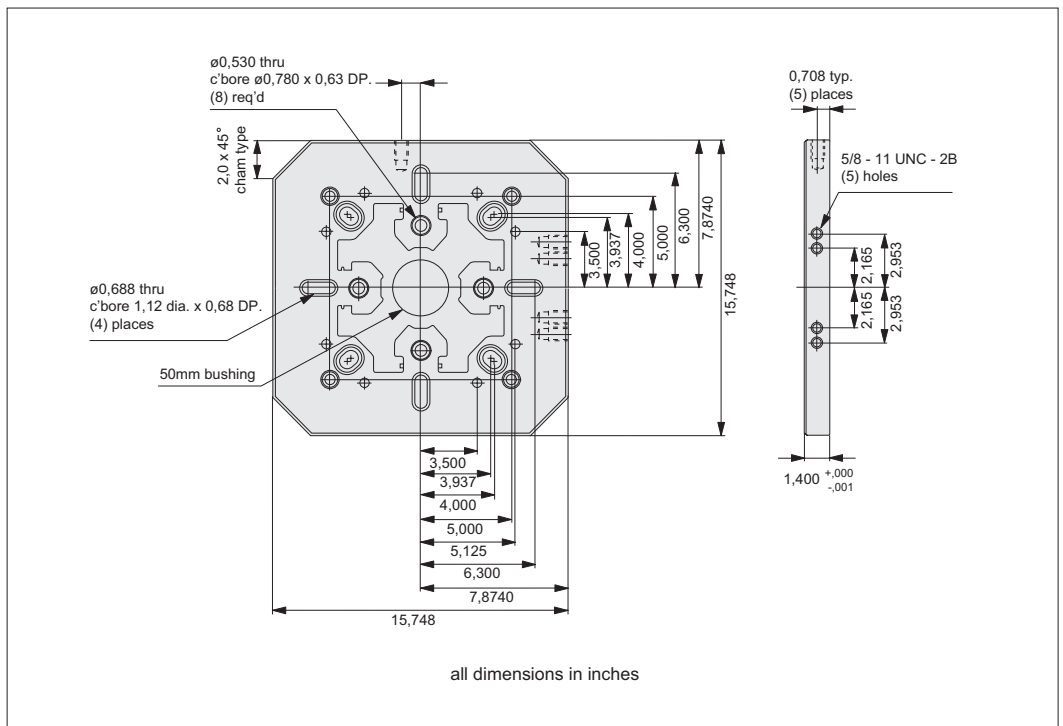 ø0,530 thru
c'bore ø0,780 x 0,63 DP.
(8) req'd
2,0 x 45°
cham type
ø0,688 thru
c'bore 1,12 dia. x 0,68 DP.
(4) places
50mm bushing
3,500
3,937
4,000
5,000
6,300
7,8740
15,748
3,500
3,937
4,000
5,000
5,125
6,300
7,8740
15,748
0,708 typ.
(5) places
5/8 - 11 UNC - 2B
(5) holes
2,165
2,953
2,165
2,953
1,400 +,000
-,001
all dimensions in inches